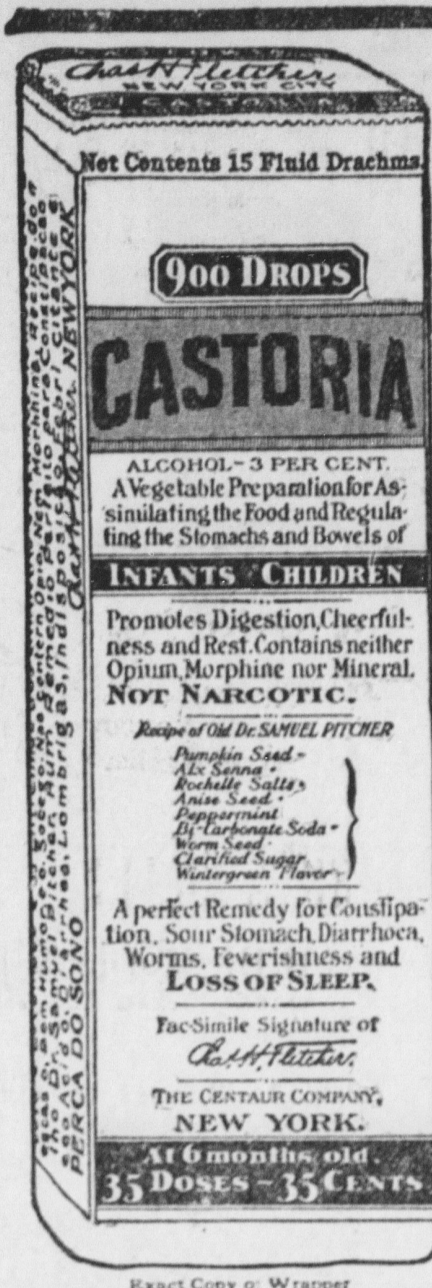 Chas H Fletcher
NEW YORK CITY
Net Contents 15 Fluid Drachms
900 DROPS
CASTORIA
ALCOHOL-3 PER CENT.
A Vegetable Preparation for As-
similating the Food and Regula-
ting the Stomachs and Bowels of
INFANTS CHILDREN
Promotes Digestion, Cheerful-
ness and Rest. Contains neither
Opium, Morphine nor Mineral.
NOT NARCOTIC.
Recipe of Old Dr. SAMUEL PITCHER
Pumpkin Seed -
Alx Senna -
Rochelle Salts -
Anise Seed -
Peppermint
Bi-Carbonate Soda -
Worm Seed -
Clarified Sugar
Wintergreen Flavor -
A perfect Remedy for Constipa-
tion, Sour Stomach, Diarrhoea,
Worms, Feverishness and
LOSS OF SLEEP.
Fac-Simile Signature of
Chas H Fletcher.
THE CENTAUR COMPANY,
NEW YORK.
At 6 months old.
35 DOSES - 35 CENTS
PERCA DO SONO
Chas H Fletcher NEW YORK
Exact Copy of Wrapper